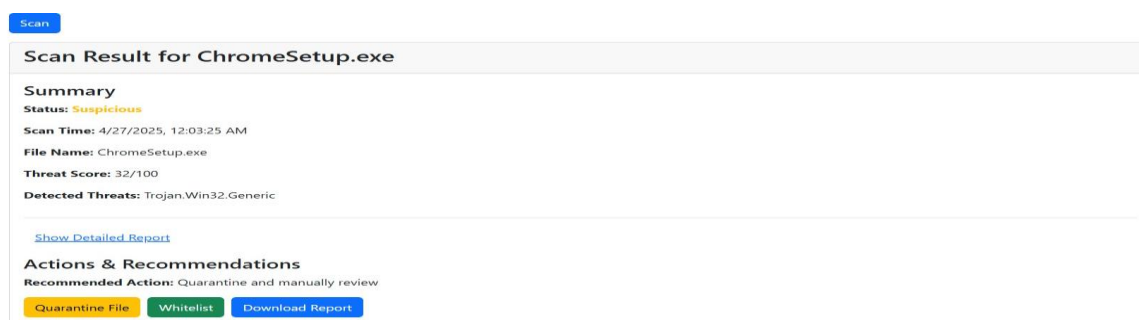 Scan
Scan Result for ChromeSetup.exe
Summary
Status: Suspicious
Scan Time: 4/27/2025, 12:03:25 AM
File Name: ChromeSetup.exe
Threat Score: 32/100
Detected Threats: Trojan.Win32.Generic
Show Detailed Report
Actions & Recommendations
Recommended Action: Quarantine and manually review
Quarantine File Whitelist Download Report